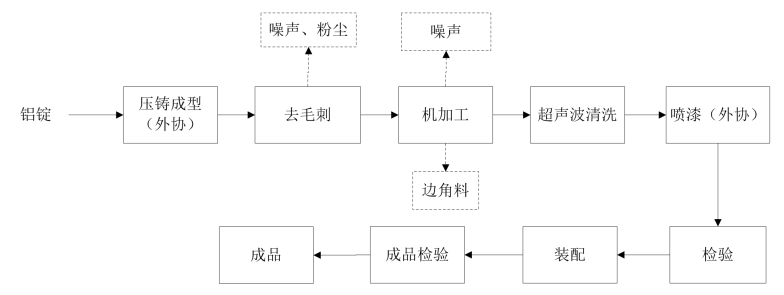 噪声、粉尘
噪声
铝锭
压铸成型
（外协）
去毛刺
机加工
超声波清洗
喷漆（外协）
边角料
成品
成品检验
装配
检验